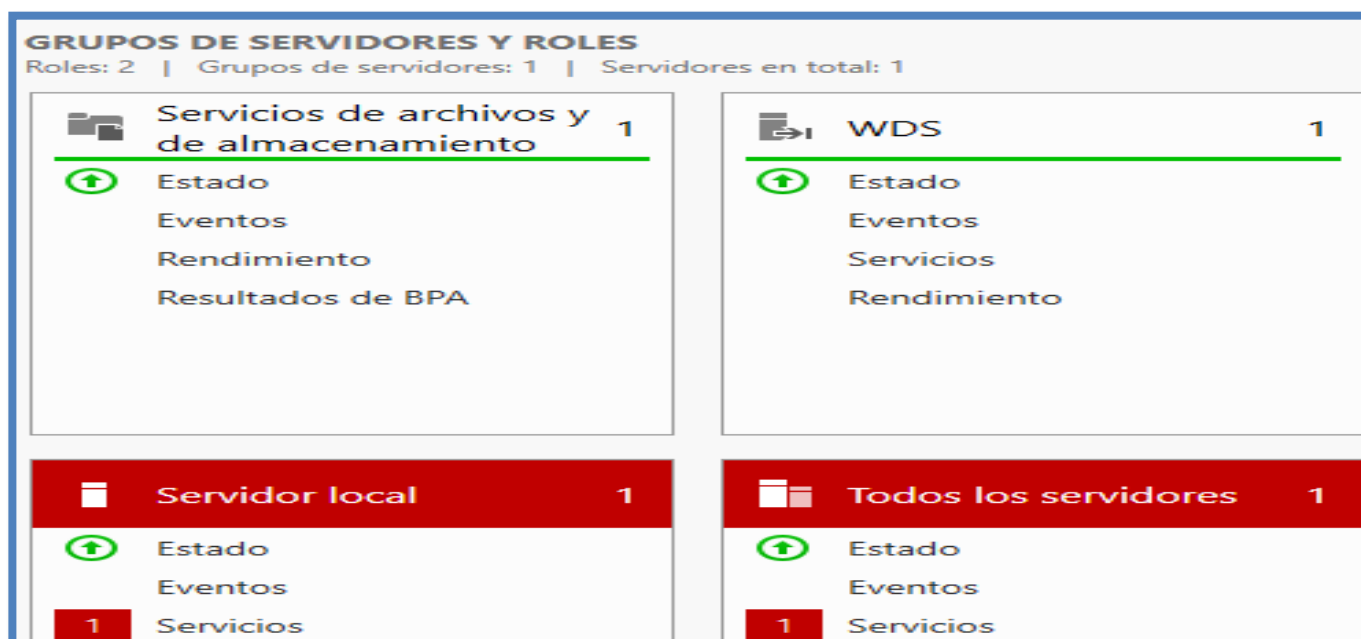 GRUPOS DE SERVIDORES Y ROLES
Roles: 2 | Grupos de servidores: 1 | Servidores en total: 1
Servicios de archivos y
de almacenamiento 1
Estado
Eventos
Rendimiento
Resultados de BPA
WDS 1
Estado
Eventos
Servicios
Rendimiento
Servidor local 1
Estado
Eventos
1 Servicios
Todos los servidores 1
Estado
Eventos
1 Servicios